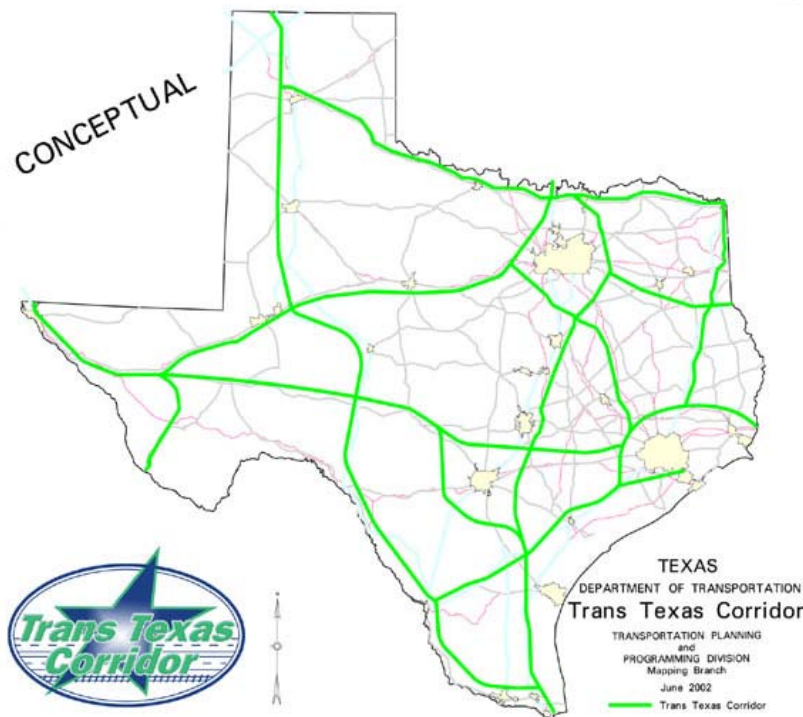 CONCEPTUAL
Trans Texas
Corridor
TEXAS
DEPARTMENT OF TRANSPORTATION
Trans Texas Corridor
TRANSPORTATION PLANNING
and
PROGRAMMING DIVISION
Mapping Branch
June 2002
Trans Texas Corridor